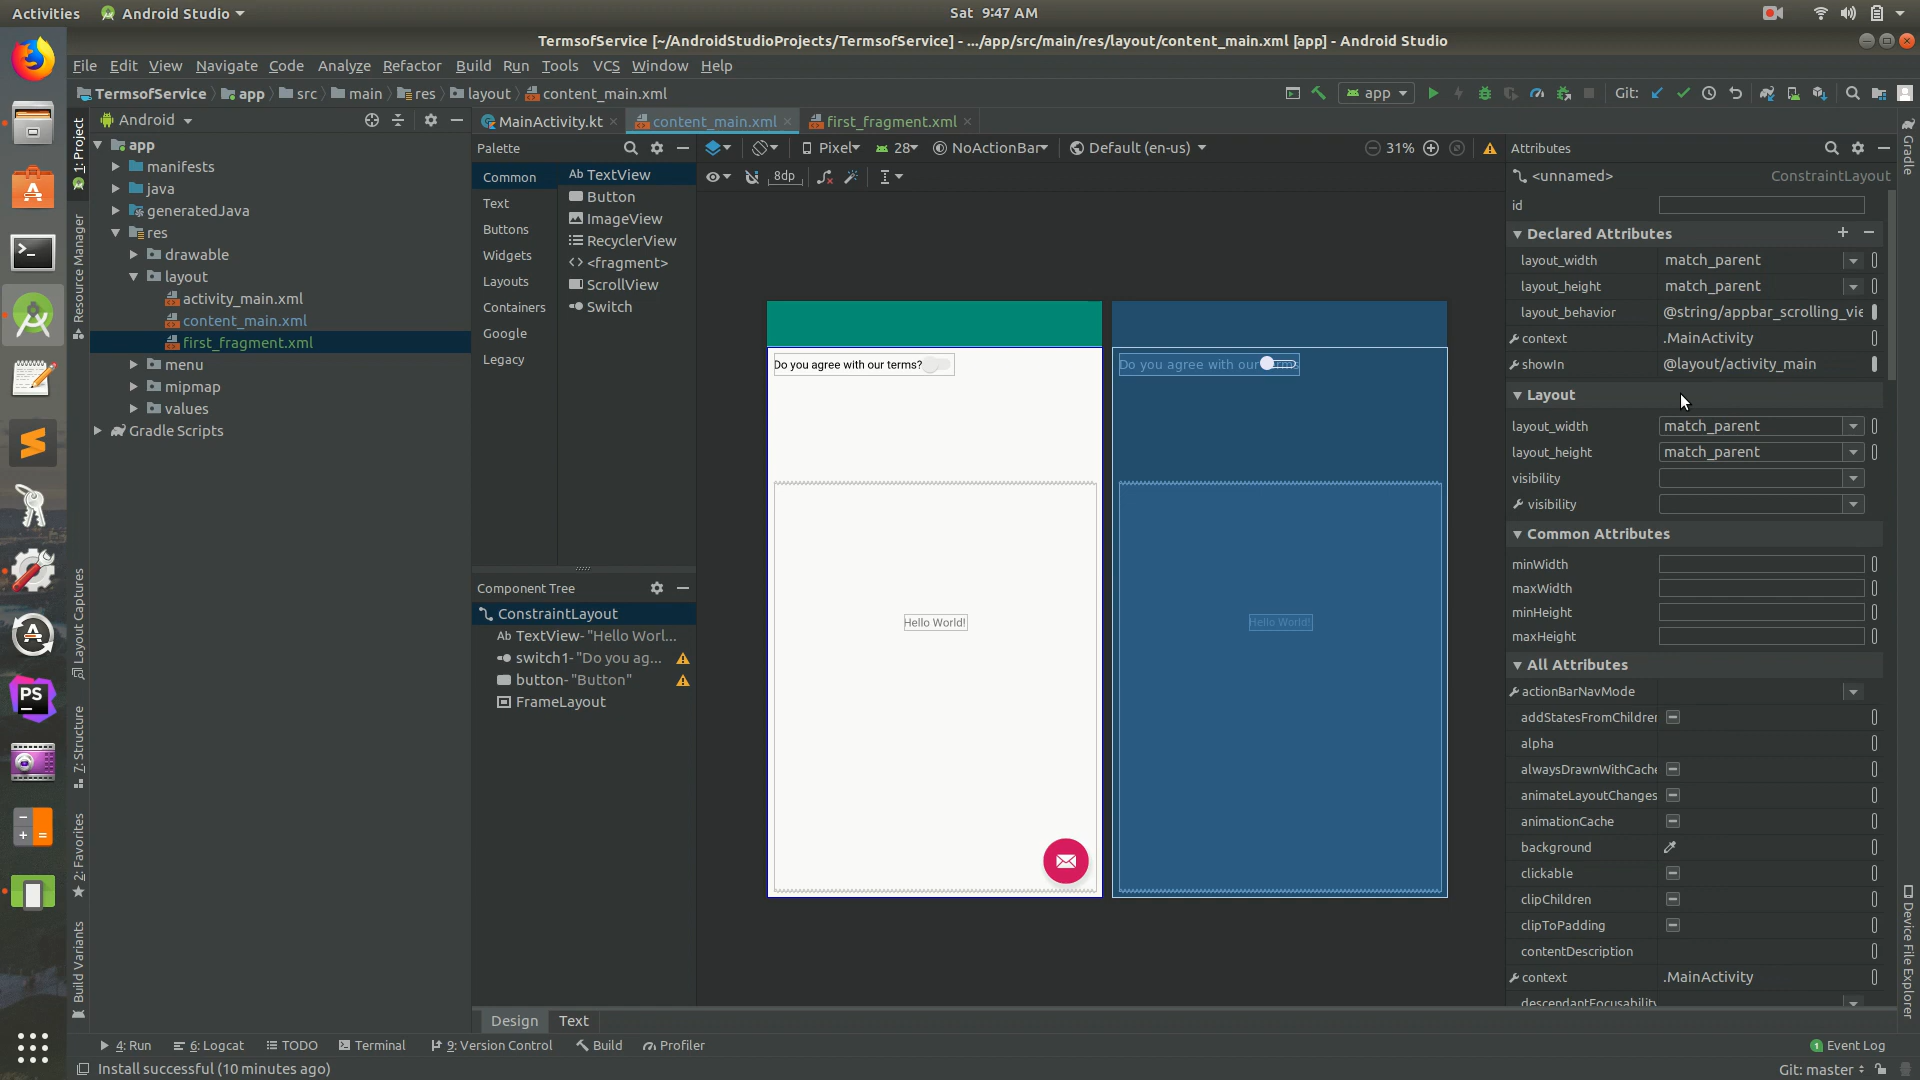 Activities
Android Studio
Sat 9:47 AM
TermsofService [~/AndroidStudioProjects/TermsofService] - .../app/src/main/res/layout/content_main.xml [app] - Android Studio
File Edit View Navigate Code Analyze Refactor Build Run Tools VCS Window Help
TermsofService app src main res layout content_main.xml
app
Git:
Android
MainActivity.kt
content_main.xml
first_fragment.xml
1: Project
Resource Manager
Layout Captures
7: Structure
2: Favorites
Build Variants
app
manifests
java
generatedJava
res
drawable
layout
activity_main.xml
content_main.xml
first_fragment.xml
menu
mipmap
values
Gradle Scripts
PS
Palette
Common
Text
Buttons
Widgets
Layouts
Containers
Google
Legacy
Ab TextView
Button
ImageView
RecyclerView
<> <fragment>
ScrollView
Switch
Component Tree
ConstraintLayout
Ab TextView- "Hello Worl...
switch1- "Do you ag...
button- "Button"
FrameLayout
Pixel
28
NoActionBar
Default (en-us)
31%
8dp
Do you agree with our terms?
Hello World!
Do you agree with our terms
Hello World!
Attributes
<unnamed>
ConstraintLayout
id
Declared Attributes
layout_width match_parent
layout_height match_parent
layout_behavior @string/appbar_scrolling_vie
context .MainActivity
showIn @layout/activity_main
Layout
layout_width match_parent
layout_height match_parent
visibility
visibility
Common Attributes
minWidth
maxWidth
minHeight
maxHeight
All Attributes
actionBarNavMode
addStatesFromChildren
alpha
alwaysDrawnWithCache
animateLayoutChanges
animationCache
background
clickable
clipChildren
clipToPadding
contentDescription
context .MainActivity
descendantFocusability
Gradle
Device File Explorer
Design
Text
4: Run
6: Logcat
TODO
Terminal
9: Version Control
Build
Profiler
1 Event Log
Install successful (10 minutes ago)
Git: master